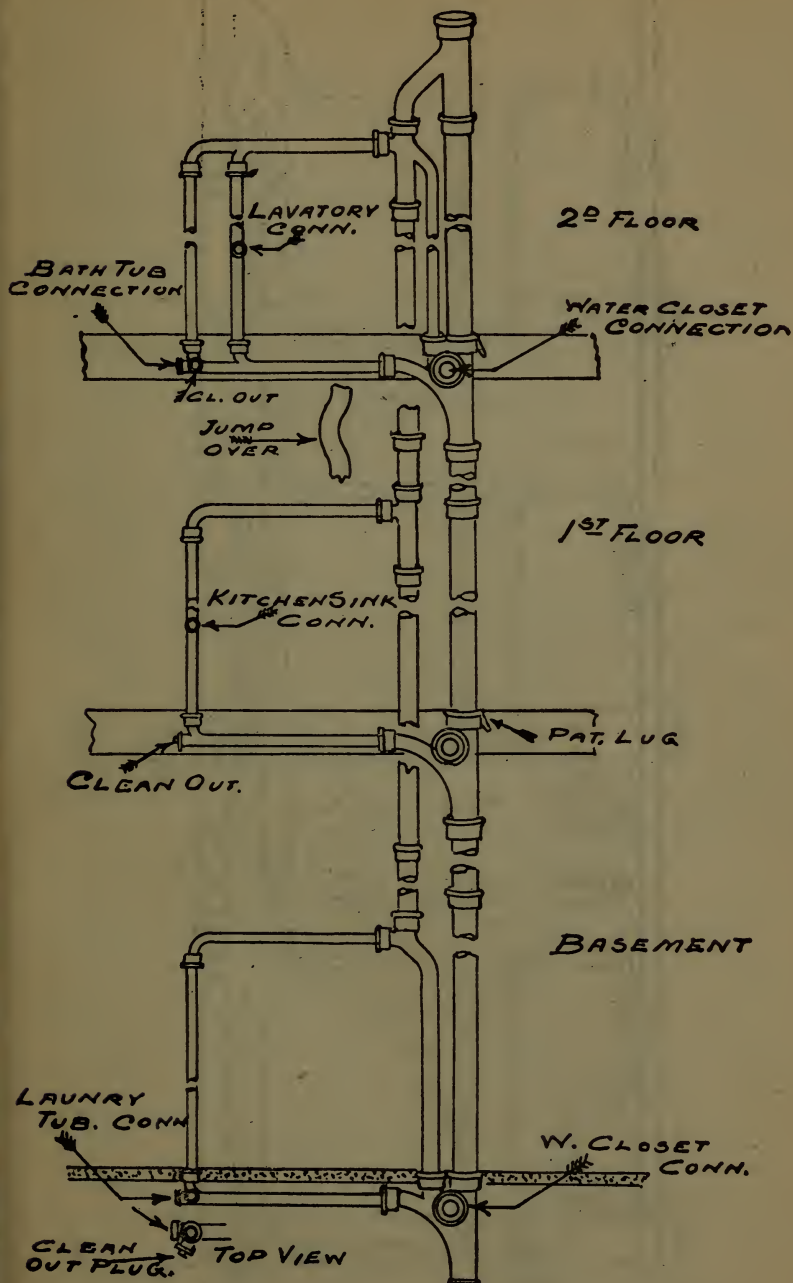 LAVATORY
CONN.
2D FLOOR
BATH TUB
CONNECTION
WATER CLOSET
CONNECTION
CL. OUT
JUMP
OVER
1ST FLOOR
KITCHEN SINK
CONN.
PAT. LUG
CLEAN OUT.
BASEMENT
LAUNRY
TUB. CONN
W. CLOSET
CONN.
CLEAN
OUT PLUG.
TOP VIEW